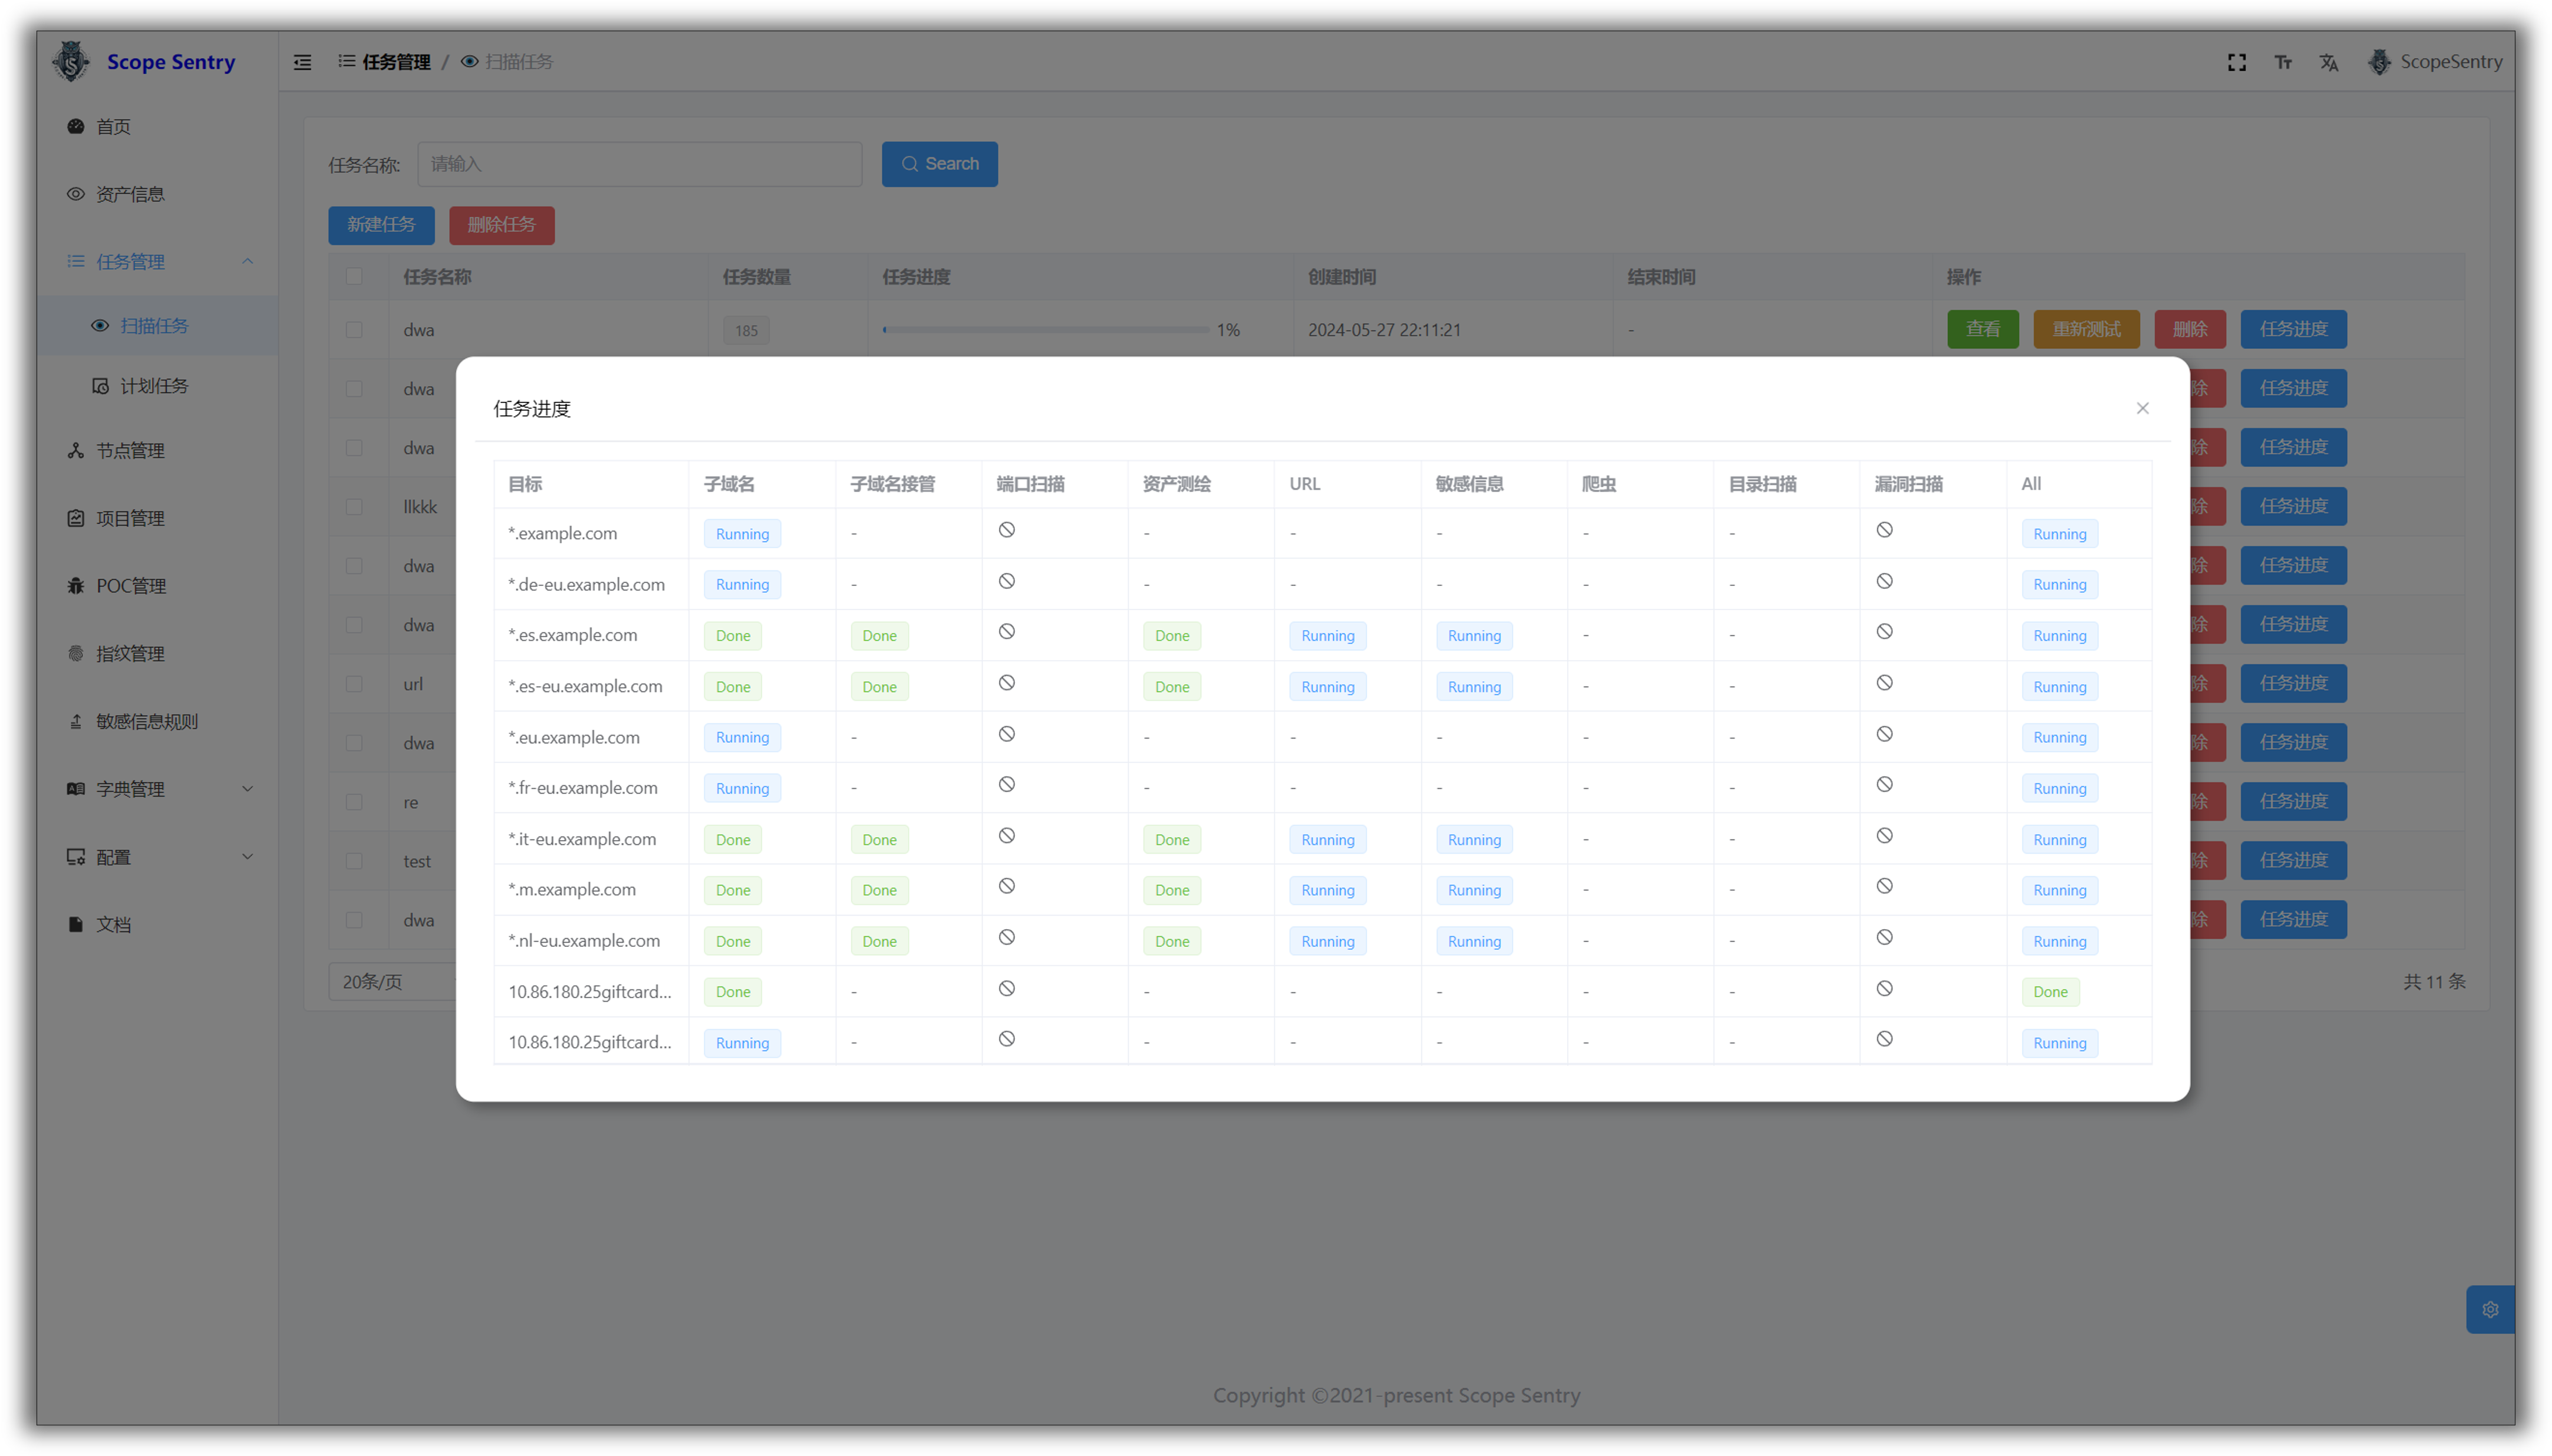 Scope Sentry
任务管理 / 扫描任务
ScopeSentry
首页
资产信息
任务管理
扫描任务
计划任务
节点管理
项目管理
POC管理
指纹管理
敏感信息规则
字典管理
配置
文档
任务名称: 请输入 Search
新建任务 删除任务
任务名称 任务数量 任务进度 创建时间 结束时间 操作
dwa 185 1% 2024-05-27 22:11:21 - 查看 重新测试 删除 任务进度
dwa 除 任务进度
dwa 除 任务进度
llkkk 除 任务进度
dwa 除 任务进度
dwa 除 任务进度
url 除 任务进度
dwa 除 任务进度
re 除 任务进度
test 除 任务进度
dwa 除 任务进度
20条/页 共 11 条
任务进度
目标 子域名 子域名接管 端口扫描 资产测绘 URL 敏感信息 爬虫 目录扫描 漏洞扫描 All
*.example.com Running - - - - - - Running
*.de-eu.example.com Running - - - - - - Running
*.es.example.com Done Done Done Running Running - - Running
*.es-eu.example.com Done Done Done Running Running - - Running
*.eu.example.com Running - - - - - - Running
*.fr-eu.example.com Running - - - - - - Running
*.it-eu.example.com Done Done Done Running Running - - Running
*.m.example.com Done Done Done Running Running - - Running
*.nl-eu.example.com Done Done Done Running Running - - Running
10.86.180.25giftcard... Done - - - - - - Done
10.86.180.25giftcard... Running - - - - - - Running
Copyright ©2021-present Scope Sentry